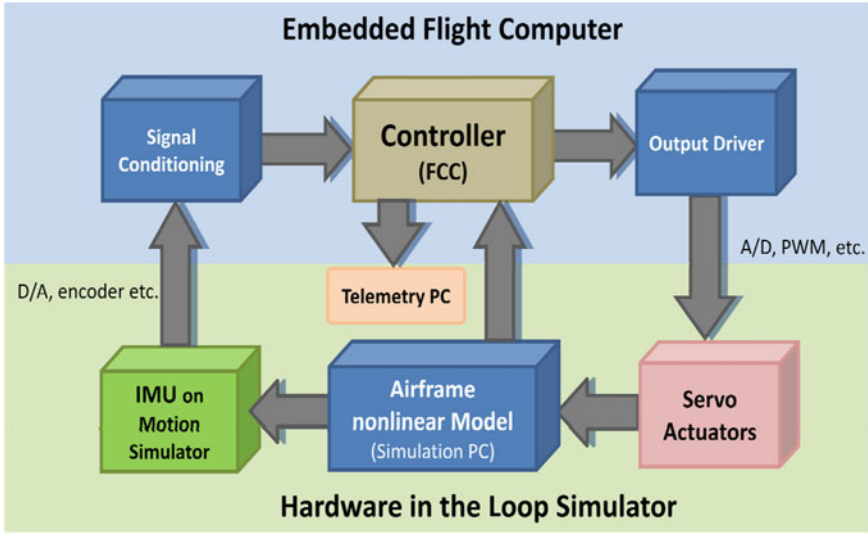 Embedded Flight Computer
Signal
Conditioning
Controller
(FCC)
Output Driver
D/A, encoder etc.
A/D, PWM, etc.
Telemetry PC
IMU on
Motion
Simulator
Airframe
nonlinear Model
(Simulation PC)
Servo
Actuators
Hardware in the Loop Simulator